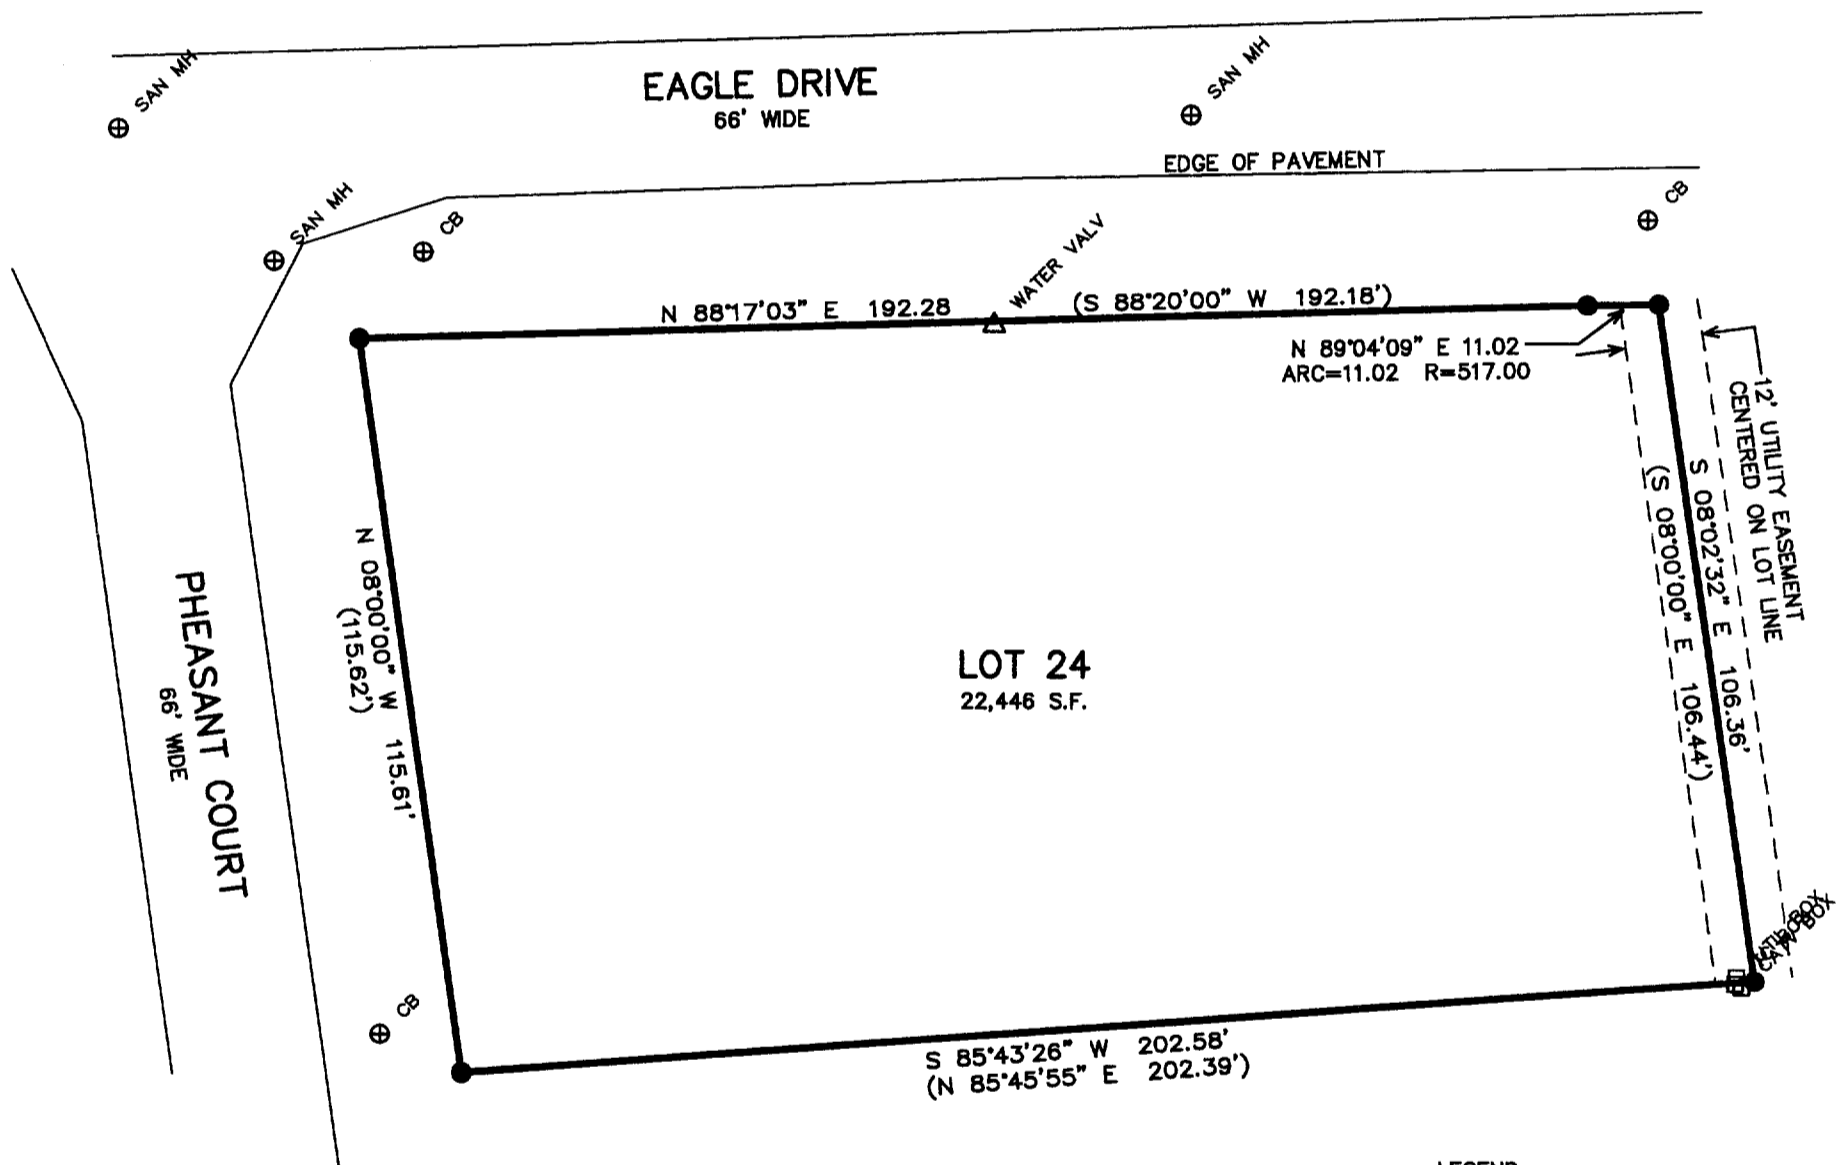 EAGLE DRIVE
66' WIDE
SAN MH
SAN MH
EDGE OF PAVEMENT
SAN MH
CB
CB
WATER VALV
N 88°17'03" E 192.28
(S 88°20'00" W 192.18')
N 89°04'09" E 11.02
ARC=11.02 R=517.00
12' UTILITY EASEMENT
CENTERED ON LOT LINE
S 08°02'32" E 106.36'
(S 08°00'00" E 106.44')
N 08°00'00" W 115.61'
(115.62')
PHEASANT COURT
66' WIDE
LOT 24
22,446 S.F.
BOX
BOX
CB
S 85°43'26" W 202.58'
(N 85°45'55" E 202.39')
LEGEND